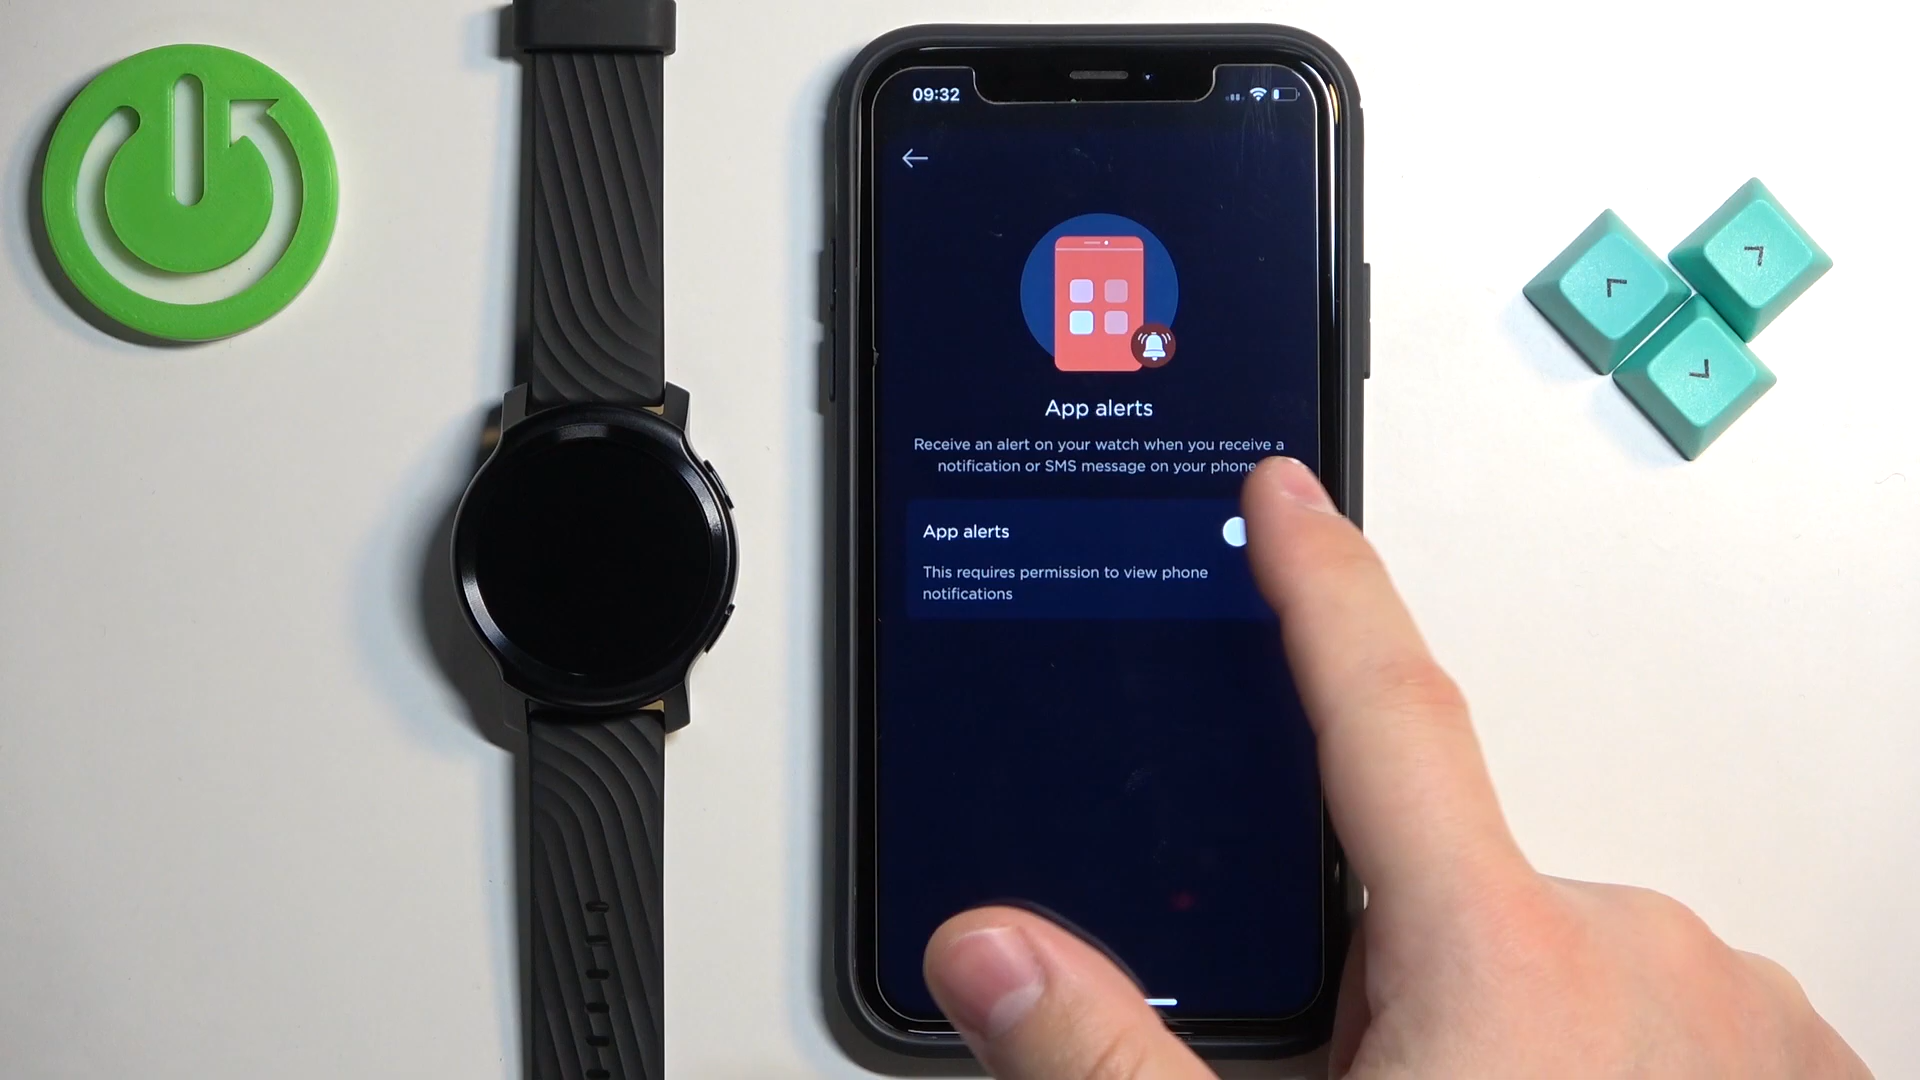 09:32
App alerts
Receive an alert on your watch when you receive a
notification or SMS message on your phone
App alerts
This requires permission to view phone
notifications